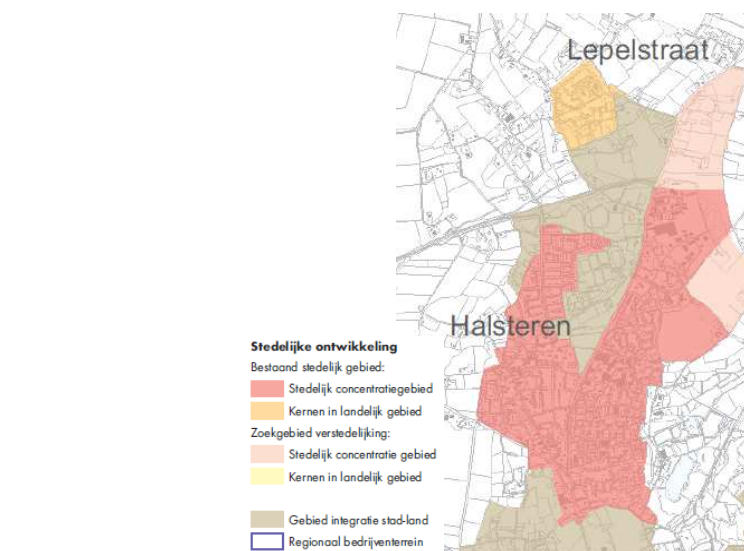 Lepelstraat
Halsteren
Stedelijke ontwikkeling
Bestaand stedelijk gebied:
Stedelijk concentratiegebied
Kernen in landelijk gebied
Zoekgebied verstedelijking:
Stedelijk concentratie gebied
Kernen in landelijk gebied
Gebied integratie stad-land
Regionaal bedrijventerrein